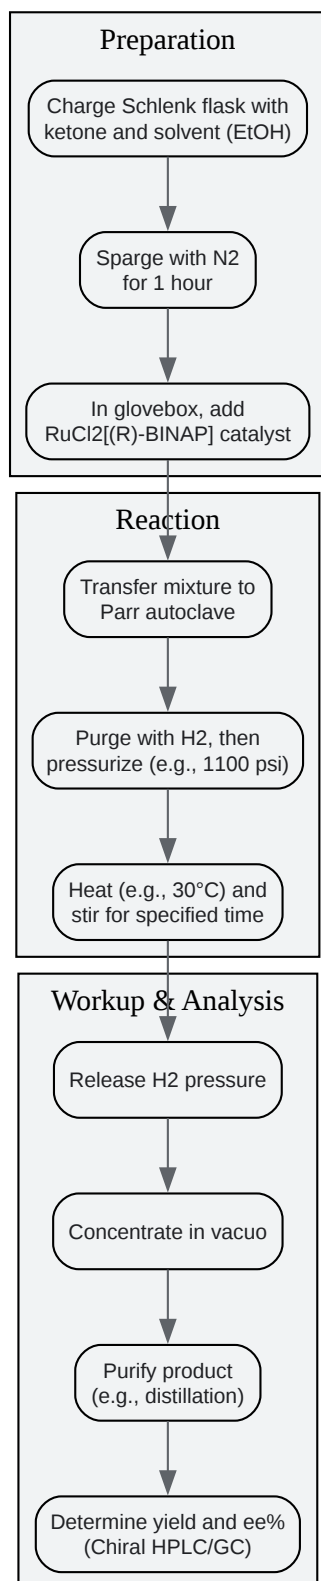 Preparation
Charge Schlenk flask with
ketone and solvent (EtOH)
Sparge with N2
for 1 hour
In glovebox, add
RuCl2[(R)-BINAP] catalyst
Reaction
Transfer mixture to
Parr autoclave
Purge with H2, then
pressurize (e.g., 1100 psi)
Heat (e.g., 30°C) and
stir for specified time
Workup & Analysis
Release H2 pressure
Concentrate in vacuo
Purify product
(e.g., distillation)
Determine yield and ee%
(Chiral HPLC/GC)